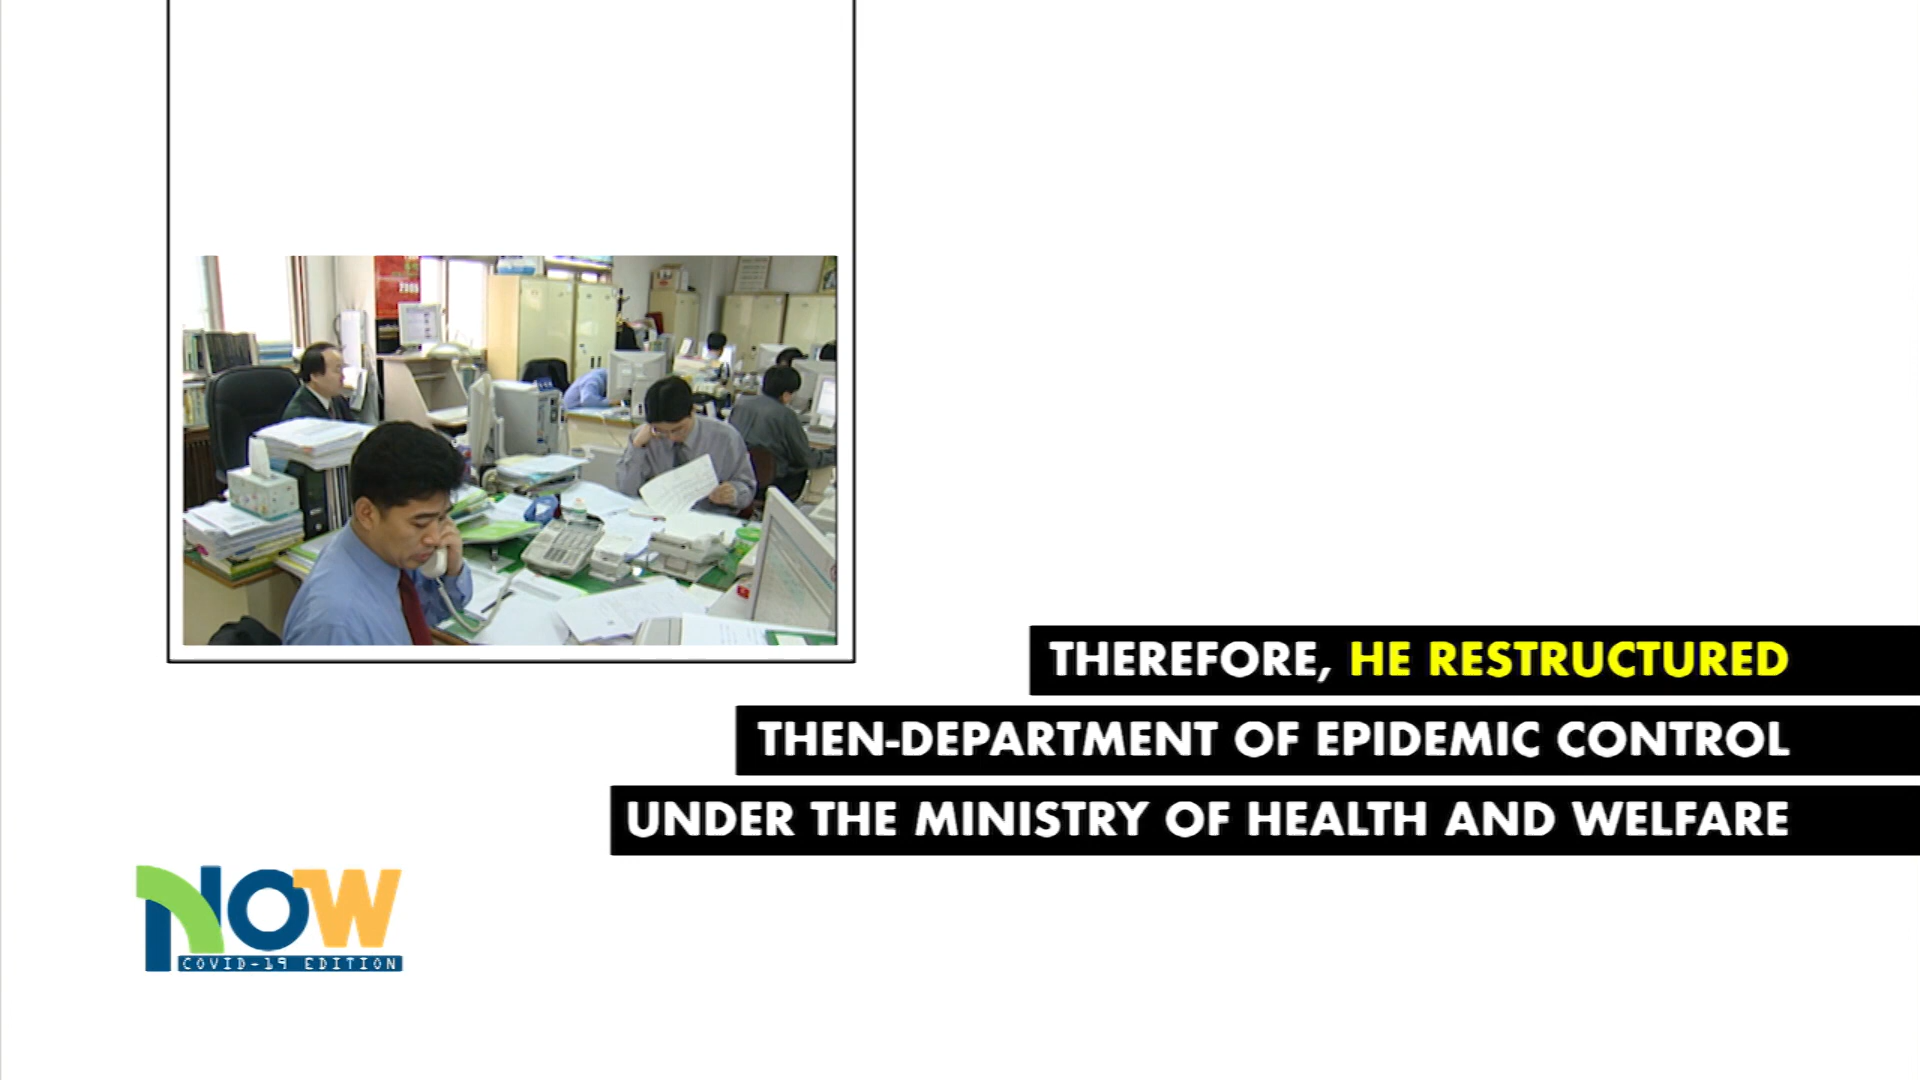 2005
THEREFORE, HE RESTRUCTURED
THEN-DEPARTMENT OF EPIDEMIC CONTROL
UNDER THE MINISTRY OF HEALTH AND WELFARE
NOW
COVID-19 EDITION